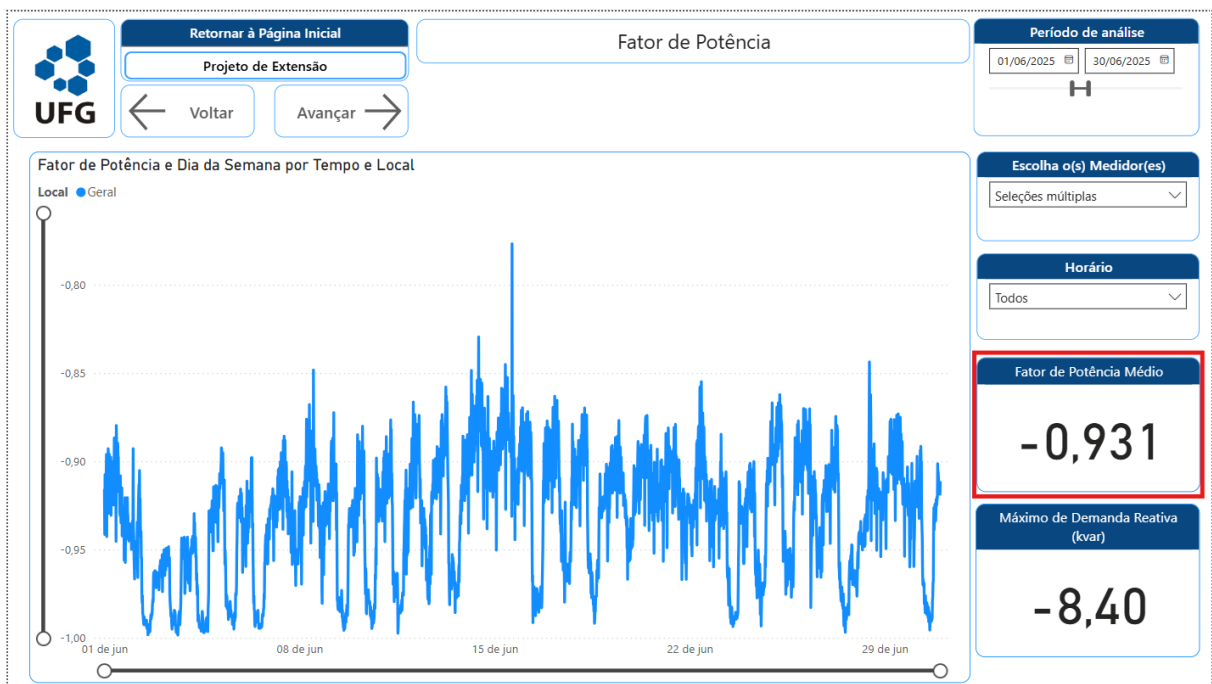 UFG
Retornar à Página Inicial
Projeto de Extensão
Voltar
Avançar
Fator de Potência
Período de análise
01/06/2025
30/06/2025
Fator de Potência e Dia da Semana por Tempo e Local
Local
Geral
-0,80
-0,85
-0,90
-0,95
-1,00
01 de jun
08 de jun
15 de jun
22 de jun
29 de jun
Escolha o(s) Medidor(es)
Seleções múltiplas
Horário
Todos
Fator de Potência Médio
-0,931
Máximo de Demanda Reativa
(kvar)
-8,40